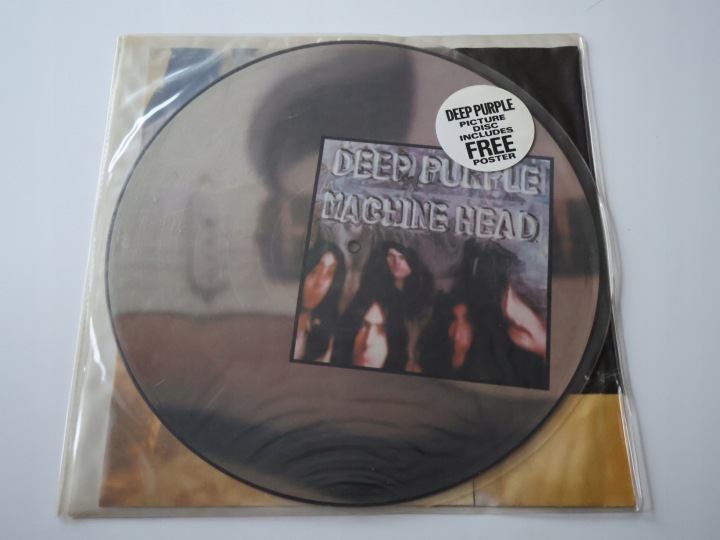 DEEP PURPLE
PICTURE
DISC
INCLUDES
FREE
POSTER
DEEP PURPLE
MACHINE HEAD